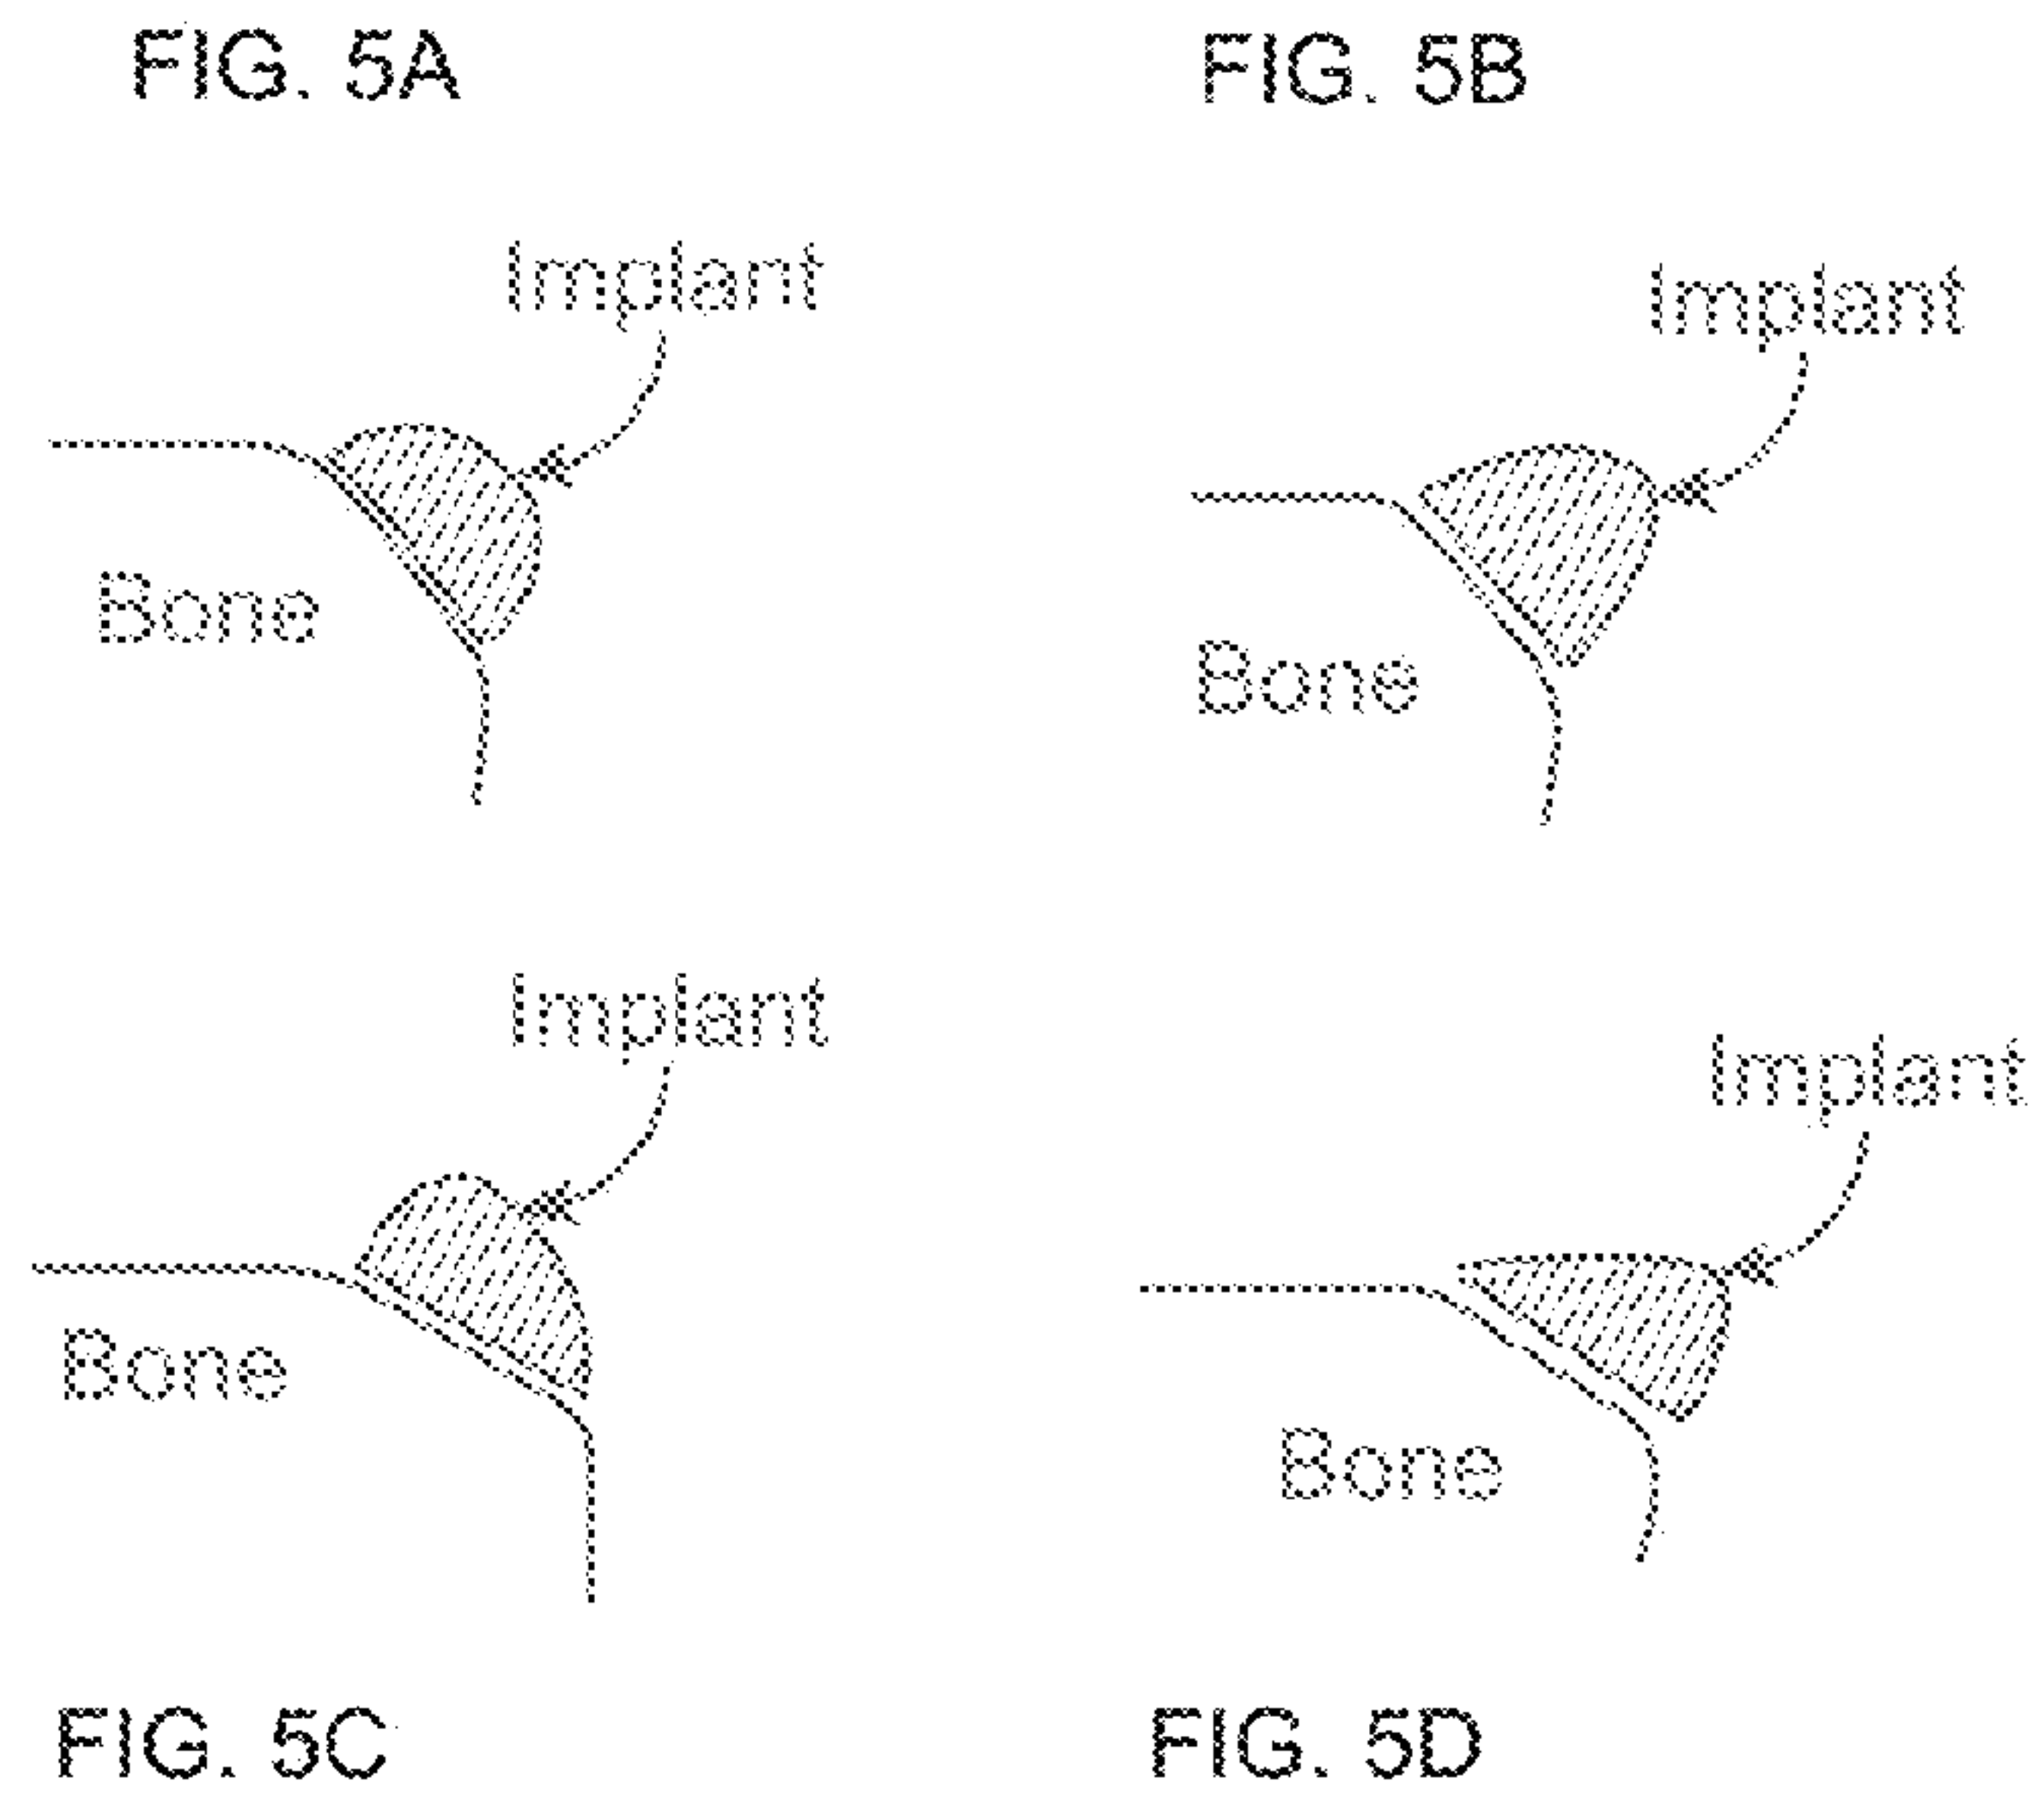 FIG. 5A
FIG. 5B
Implant
Implant
Bone
Bone
Implant
Implant
Bone
Bone
FIG. 5C
FIG. 5D